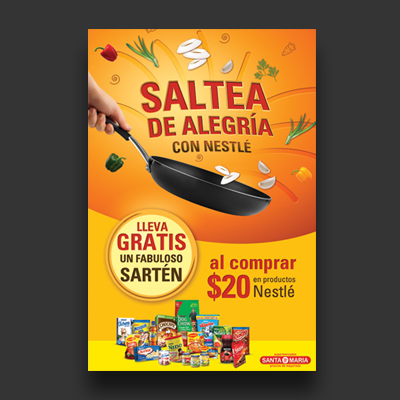 SALTEA
DE ALEGRÍA
CON NESTLÉ
LLEVA
GRATIS
UN FABULOSO
SARTÉN
al comprar
$20 en productos
Nestlé
SANTA MARIA